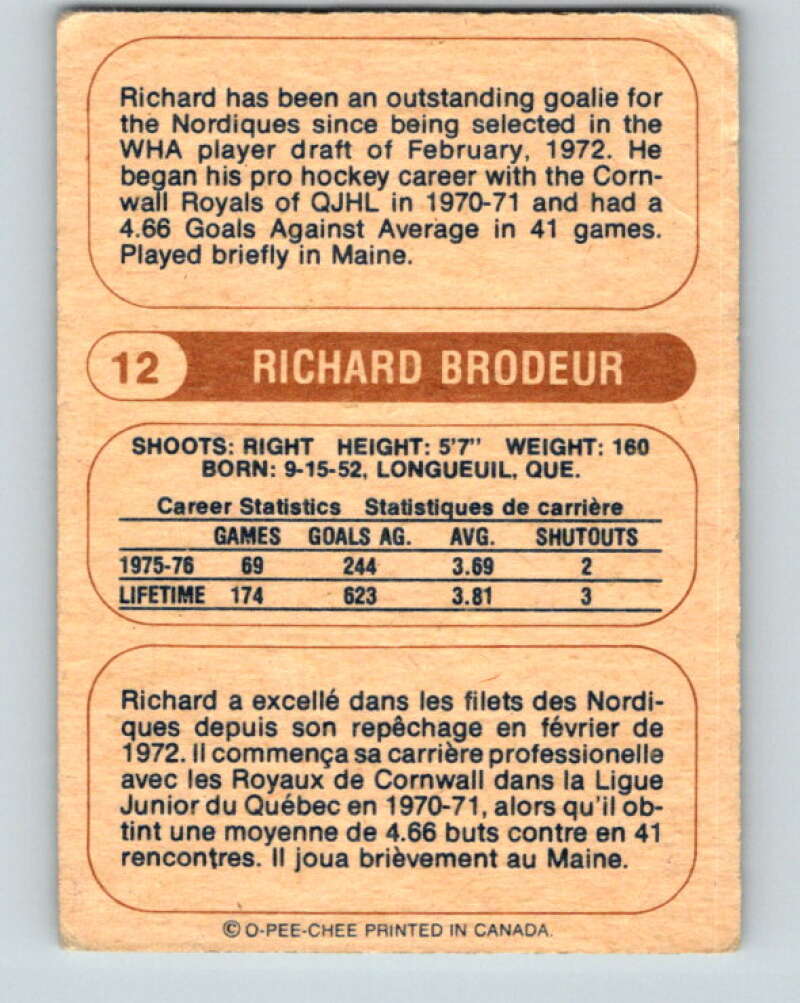 Richard has been an outstanding goalie for
the Nordiques since being selected in the
WHA player draft of February, 1972. He
began his pro hockey career with the Corn-
wall Royals of QJHL in 1970-71 and had a
4.66 Goals Against Average in 41 games.
Played briefly in Maine.
12 RICHARD BRODEUR
SHOOTS: RIGHT HEIGHT: 5'7" WEIGHT: 160
BORN: 9-15-52, LONGUEUIL, QUE.
Career Statistics Statistiques de carrière
GAMES GOALS AG. AVG. SHUTOUTS
1975-76 69 244 3.69 2
LIFETIME 174 623 3.81 3
Richard a excellé dans les filets des Nordi-
ques depuis son repêchage en février de
1972. Il commença sa carrière professionelle
avec les Royaux de Cornwall dans la Ligue
Junior du Québec en 1970-71, alors qu'il ob-
tint une moyenne de 4.66 buts contre en 41
rencontres. Il joua brièvement au Maine.
© O-PEE-CHEE PRINTED IN CANADA.